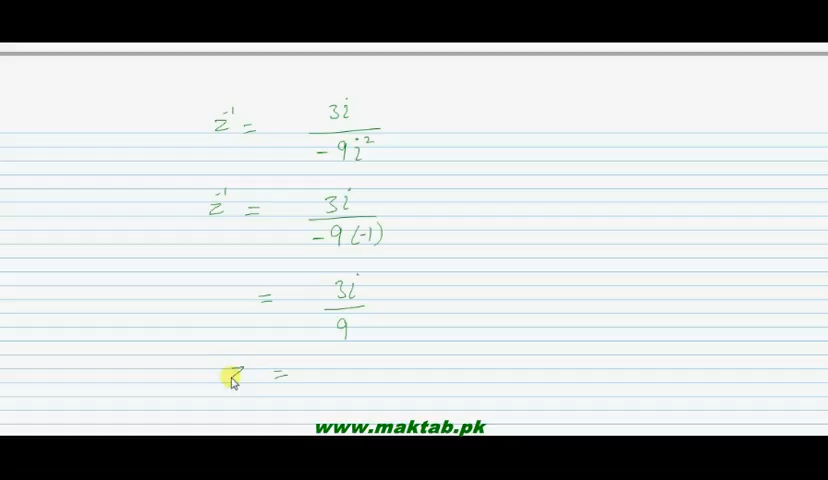 z⁻¹ = 3i / -9i²
z⁻¹ = 3i / -9(-1)
= 3i / 9
z =
www.maktab.pk